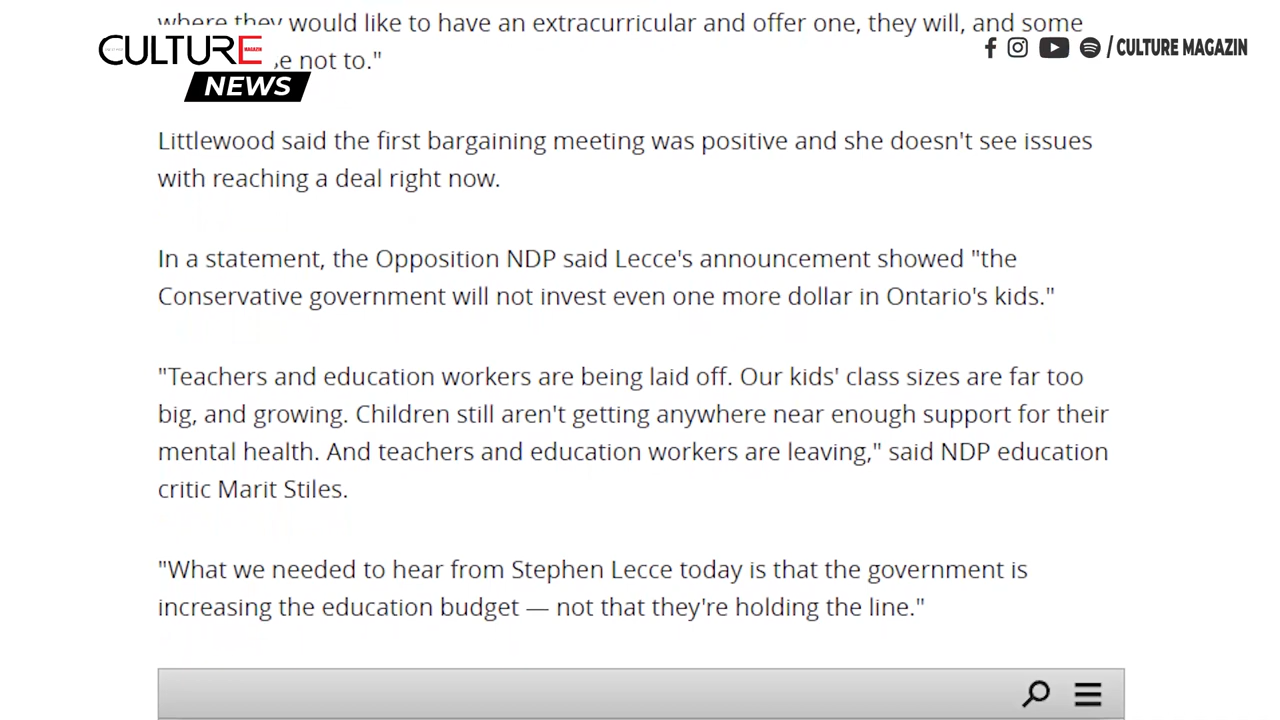 where they would like to have an extracurricular and offer one, they will, and some
not to."
CULTURE
MAGAZIN
NEWS
/ CULTURE MAGAZIN
Littlewood said the first bargaining meeting was positive and she doesn't see issues
with reaching a deal right now.
In a statement, the Opposition NDP said Lecce's announcement showed "the
Conservative government will not invest even one more dollar in Ontario's kids."
"Teachers and education workers are being laid off. Our kids' class sizes are far too
big, and growing. Children still aren't getting anywhere near enough support for their
mental health. And teachers and education workers are leaving," said NDP education
critic Marit Stiles.
"What we needed to hear from Stephen Lecce today is that the government is
increasing the education budget — not that they're holding the line."